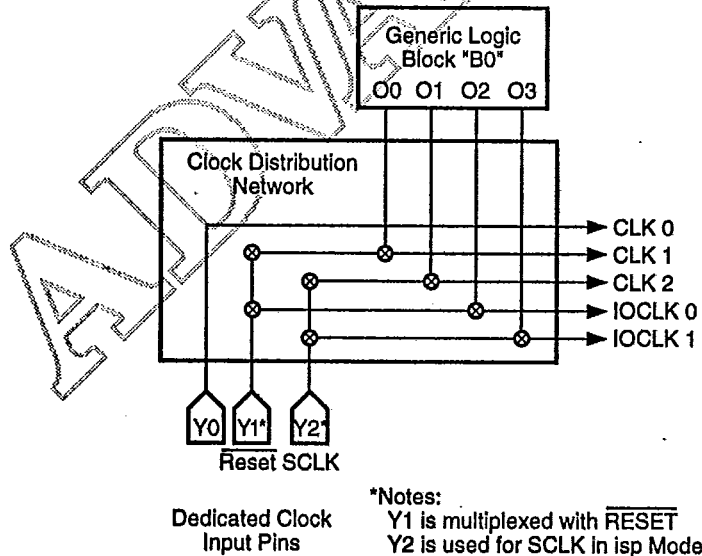 Generic Logic
Block "B0"
O0 O1 O2 O3
Clock Distribution
Network
CLK 0
CLK 1
CLK 2
IOCLK 0
IOCLK 1
Y0 Y1* Y2*
Reset SCLK
Dedicated Clock
Input Pins
*Notes:
Y1 is multiplexed with RESET
Y2 is used for SCLK in isp Mode